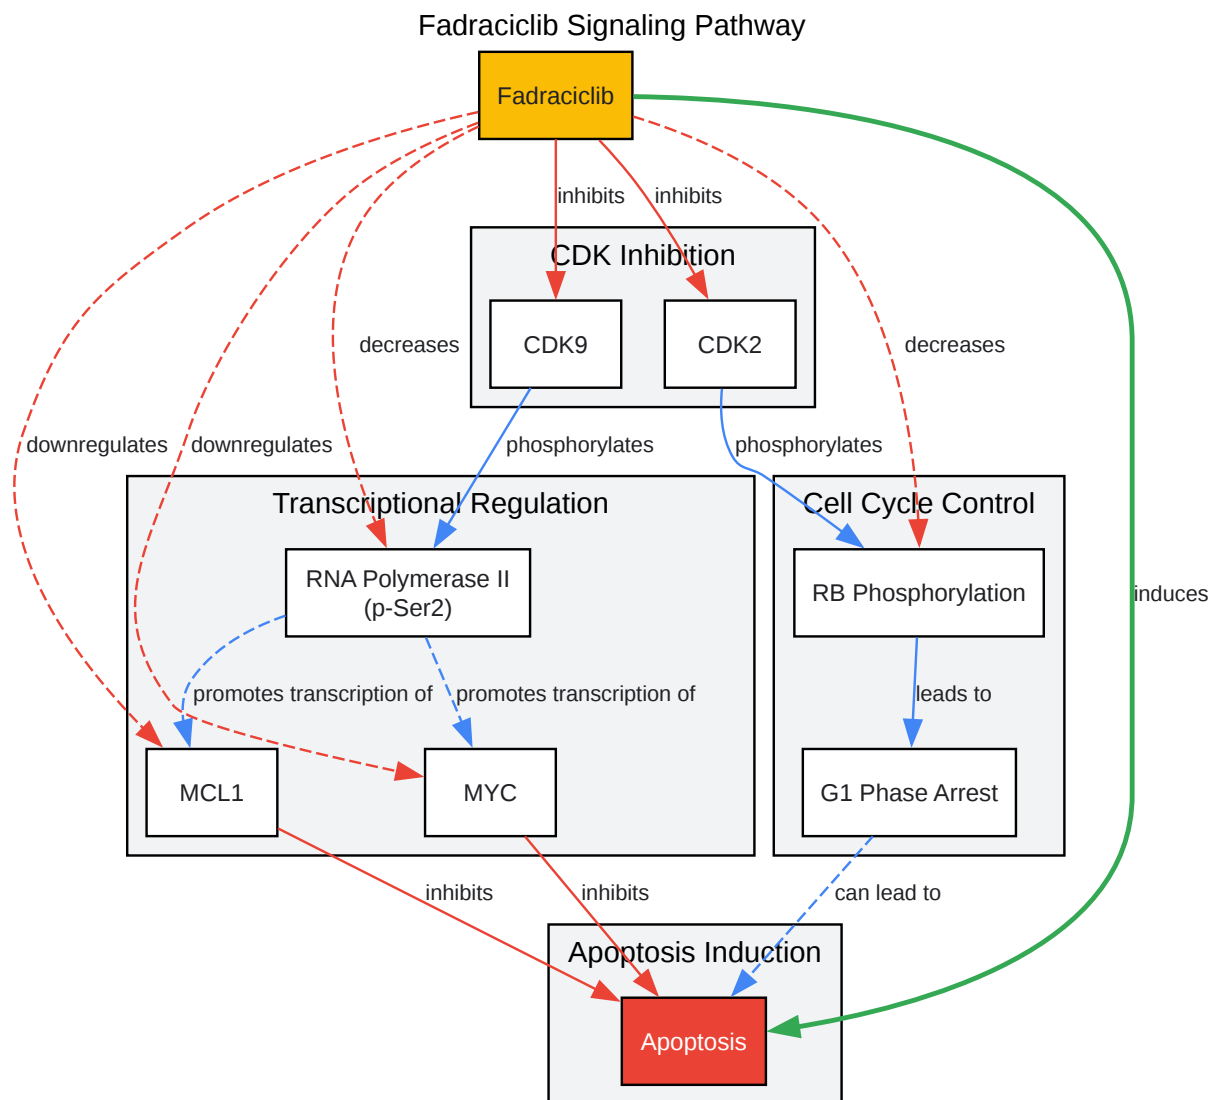 Fadraciclib Signaling Pathway
Fadraciclib
inhibits
inhibits
CDK Inhibition
decreases
CDK9
CDK2
decreases
downregulates
downregulates
phosphorylates
phosphorylates
Transcriptional Regulation
Cell Cycle Control
RNA Polymerase II
(p-Ser2)
RB Phosphorylation
induces
promotes transcription of
promotes transcription of
leads to
MCL1
MYC
G1 Phase Arrest
inhibits
inhibits
can lead to
Apoptosis Induction
Apoptosis